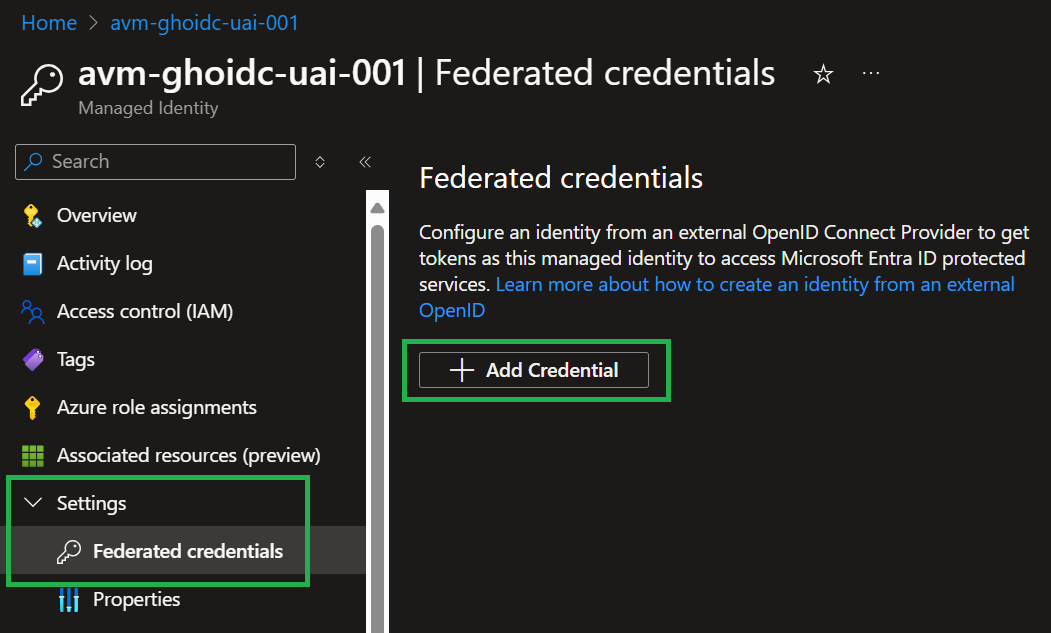 Home > avm-ghoidc-uai-001
avm-ghoidc-uai-001 | Federated credentials
Managed Identity
Search
Overview
Activity log
Access control (IAM)
Tags
Azure role assignments
Associated resources (preview)
Settings
Federated credentials
Properties
Federated credentials
Configure an identity from an external OpenID Connect Provider to get
tokens as this managed identity to access Microsoft Entra ID protected
services. Learn more about how to create an identity from an external
OpenID
Add Credential